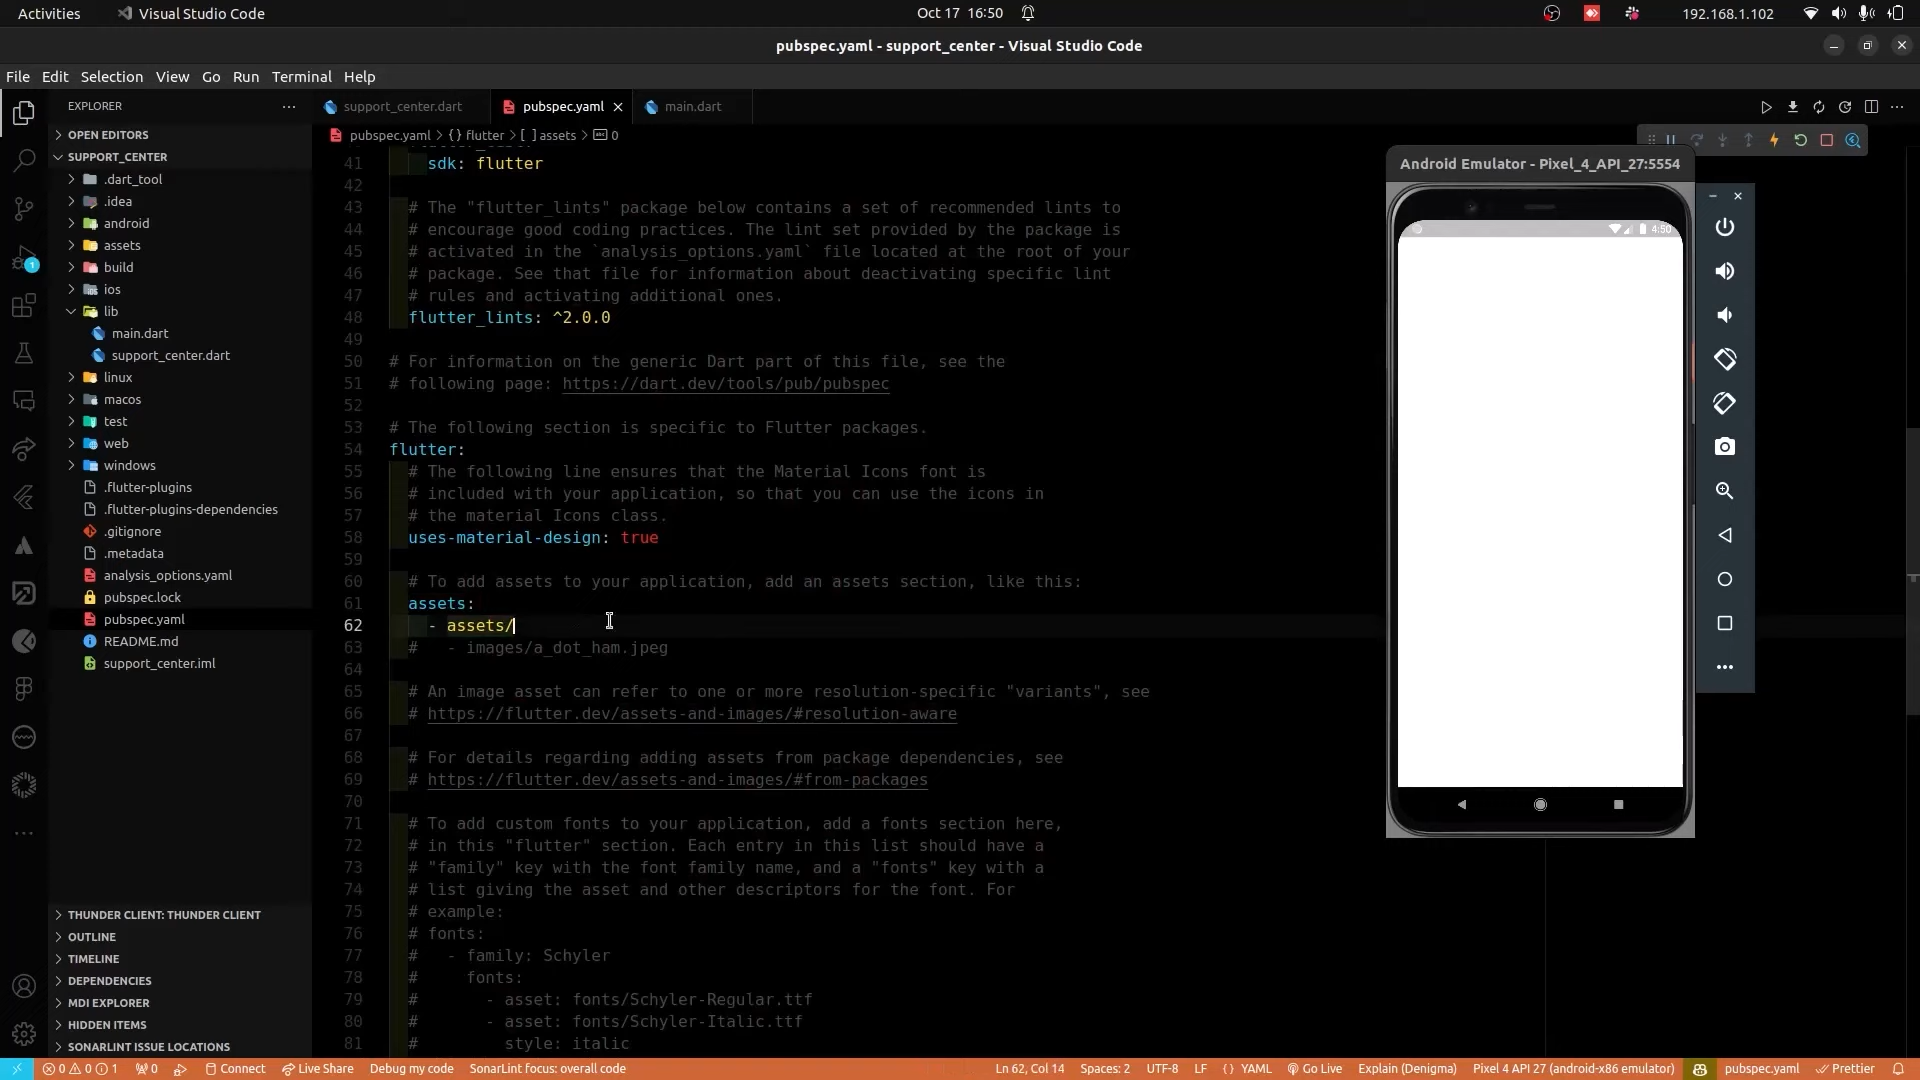 Activities
Visual Studio Code
Oct 17 16:50
192.168.1.102
pubspec.yaml - support_center - Visual Studio Code
File Edit Selection View Go Run Terminal Help
EXPLORER
OPEN EDITORS
SUPPORT_CENTER
.dart_tool
.idea
android
assets
build
ios
lib
main.dart
support_center.dart
linux
macos
test
web
windows
.flutter-plugins
.flutter-plugins-dependencies
.gitignore
.metadata
analysis_options.yaml
pubspec.lock
pubspec.yaml
README.md
support_center.iml
THUNDER CLIENT: THUNDER CLIENT
OUTLINE
TIMELINE
DEPENDENCIES
MDI EXPLORER
HIDDEN ITEMS
SONARLINT ISSUE LOCATIONS
1
support_center.dart
pubspec.yaml
main.dart
pubspec.yaml > {} flutter > [ ] assets > abc 0
41 sdk: flutter
42
43 # The "flutter_lints" package below contains a set of recommended lints to
44 # encourage good coding practices. The lint set provided by the package is
45 # activated in the `analysis_options.yaml` file located at the root of your
46 # package. See that file for information about deactivating specific lint
47 # rules and activating additional ones.
48 flutter_lints: ^2.0.0
49
50 # For information on the generic Dart part of this file, see the
51 # following page: https://dart.dev/tools/pub/pubspec
52
53 # The following section is specific to Flutter packages.
54 flutter:
55 # The following line ensures that the Material Icons font is
56 # included with your application, so that you can use the icons in
57 # the material Icons class.
58 uses-material-design: true
59
60 # To add assets to your application, add an assets section, like this:
61 assets:
62 - assets/
63 #   - images/a_dot_ham.jpeg
64
65 # An image asset can refer to one or more resolution-specific "variants", see
66 # https://flutter.dev/assets-and-images/#resolution-aware
67
68 # For details regarding adding assets from package dependencies, see
69 # https://flutter.dev/assets-and-images/#from-packages
70
71 # To add custom fonts to your application, add a fonts section here,
72 # in this "flutter" section. Each entry in this list should have a
73 # "family" key with the font family name, and a "fonts" key with a
74 # list giving the asset and other descriptors for the font. For
75 # example:
76 # fonts:
77 #   - family: Schyler
78 #     fonts:
79 #       - asset: fonts/Schyler-Regular.ttf
80 #       - asset: fonts/Schyler-Italic.ttf
81 #         style: italic
Android Emulator - Pixel_4_API_27:5554
4:50
0 0 1 0 Connect Live Share Debug my code SonarLint focus: overall code Ln 62, Col 14 Spaces: 2 UTF-8 LF {} YAML Go Live Explain (Denigma) Pixel 4 API 27 (android-x86 emulator) pubspec.yaml Prettier